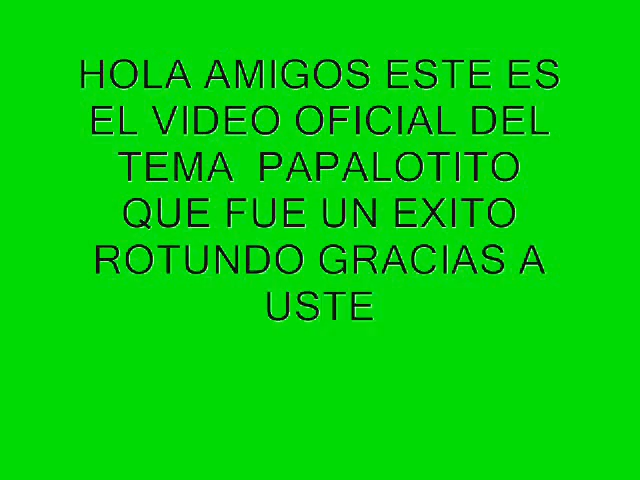 HOLA AMIGOS ESTE ES
EL VIDEO OFICIAL DEL
TEMA  PAPALOTITO
QUE FUE UN EXITO
ROTUNDO GRACIAS A
USTE